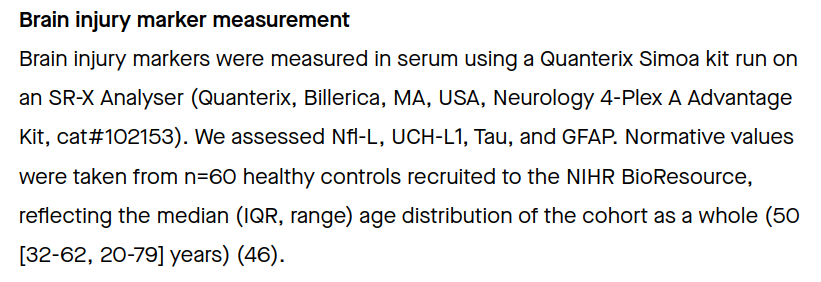 Brain injury marker measurement
Brain injury markers were measured in serum using a Quanterix Simoa kit run on
an SR-X Analyser (Quanterix, Billerica, MA, USA, Neurology 4-Plex A Advantage
Kit, cat#102153). We assessed Nfl-L, UCH-L1, Tau, and GFAP. Normative values
were taken from n=60 healthy controls recruited to the NIHR BioResource,
reflecting the median (IQR, range) age distribution of the cohort as a whole (50
[32-62, 20-79] years) (46).